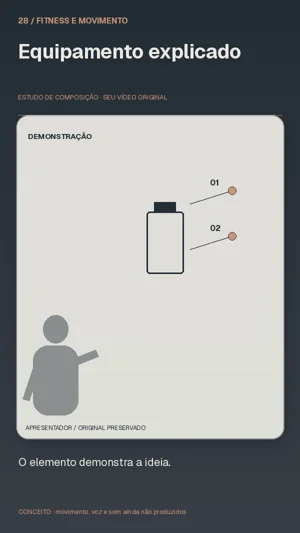 28 / FITNESS E MOVIMENTO
Equipamento explicado
ESTUDO DE COMPOSIÇÃO · SEU VÍDEO ORIGINAL
DEMONSTRAÇÃO
01
02
APRESENTADOR / ORIGINAL PRESERVADO
O elemento demonstra a ideia.
CONCEITO · movimento, voz e som ainda não produzidos